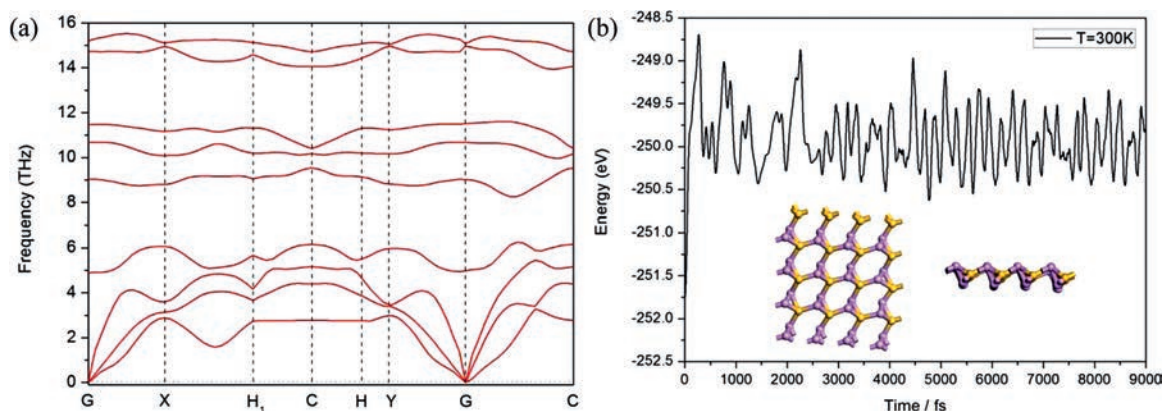 (a)
16
14
12
10
8
6
4
2
0
Frequency (THz)
G X H₁ C H Y G C
(b)
-248.5
-249.0
-249.5
-250.0
-250.5
-251.0
-251.5
-252.0
-252.5
Energy (eV)
T=300K
0 1000 2000 3000 4000 5000 6000 7000 8000 9000
Time / fs